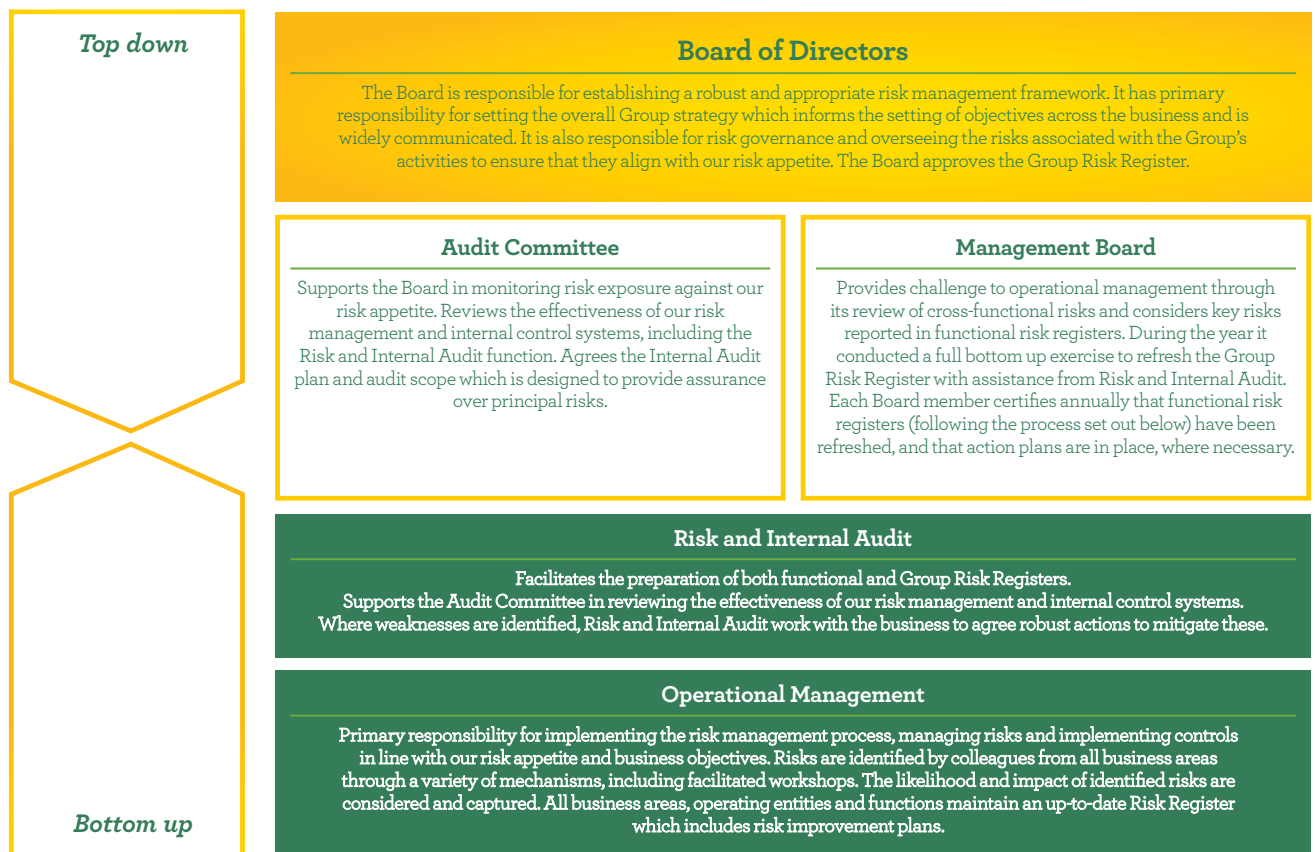 Top down
Board of Directors
The Board is responsible for establishing a robust and appropriate risk management framework. It has primary
responsibility for setting the overall Group strategy which informs the setting of objectives across the business and is
widely communicated. It is also responsible for risk governance and overseeing the risks associated with the Group's
activities to ensure that they align with our risk appetite. The Board approves the Group Risk Register.
Audit Committee
Supports the Board in monitoring risk exposure against our
risk appetite. Reviews the effectiveness of our risk
management and internal control systems, including the
Risk and Internal Audit function. Agrees the Internal Audit
plan and audit scope which is designed to provide assurance
over principal risks.
Management Board
Provides challenge to operational management through
its review of cross-functional risks and considers key risks
reported in functional risk registers. During the year it
conducted a full bottom up exercise to refresh the Group
Risk Register with assistance from Risk and Internal Audit.
Each Board member certifies annually that functional risk
registers (following the process set out below) have been
refreshed, and that action plans are in place, where necessary.
Risk and Internal Audit
Facilitates the preparation of both functional and Group Risk Registers.
Supports the Audit Committee in reviewing the effectiveness of our risk management and internal control systems.
Where weaknesses are identified, Risk and Internal Audit work with the business to agree robust actions to mitigate these.
Operational Management
Primary responsibility for implementing the risk management process, managing risks and implementing controls
in line with our risk appetite and business objectives. Risks are identified by colleagues from all business areas
through a variety of mechanisms, including facilitated workshops. The likelihood and impact of identified risks are
considered and captured. All business areas, operating entities and functions maintain an up-to-date Risk Register
which includes risk improvement plans.
Bottom up